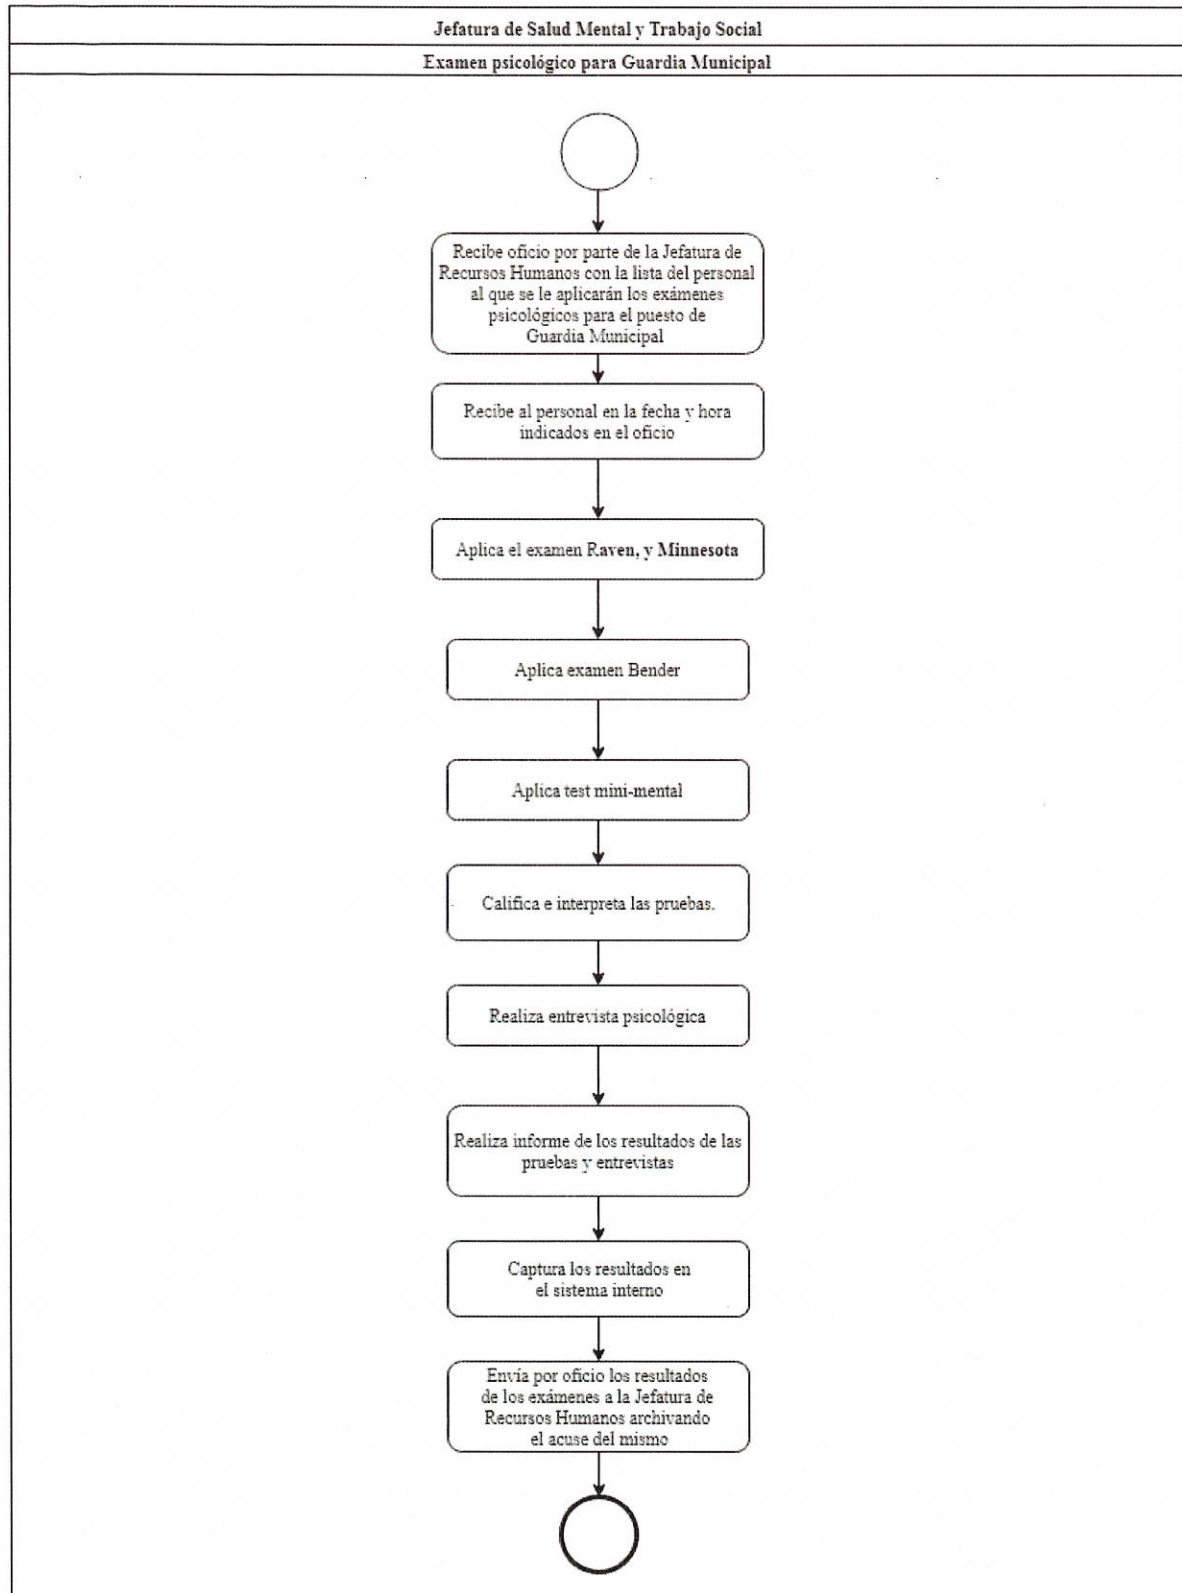 Jefatura de Salud Mental y Trabajo Social
Examen psicológico para Guardia Municipal
Recibe oficio por parte de la Jefatura de
Recursos Humanos con la lista del personal
al que se le aplicarán los exámenes
psicológicos para el puesto de
Guardia Municipal
Recibe al personal en la fecha y hora
indicados en el oficio
Aplica el examen Raven, y Minnesota
Aplica examen Bender
Aplica test mini-mental
Califica e interpreta las pruebas.
Realiza entrevista psicológica
Realiza informe de los resultados de las
pruebas y entrevistas
Captura los resultados en
el sistema interno
Envía por oficio los resultados
de los exámenes a la Jefatura de
Recursos Humanos archivando
el acuse del mismo